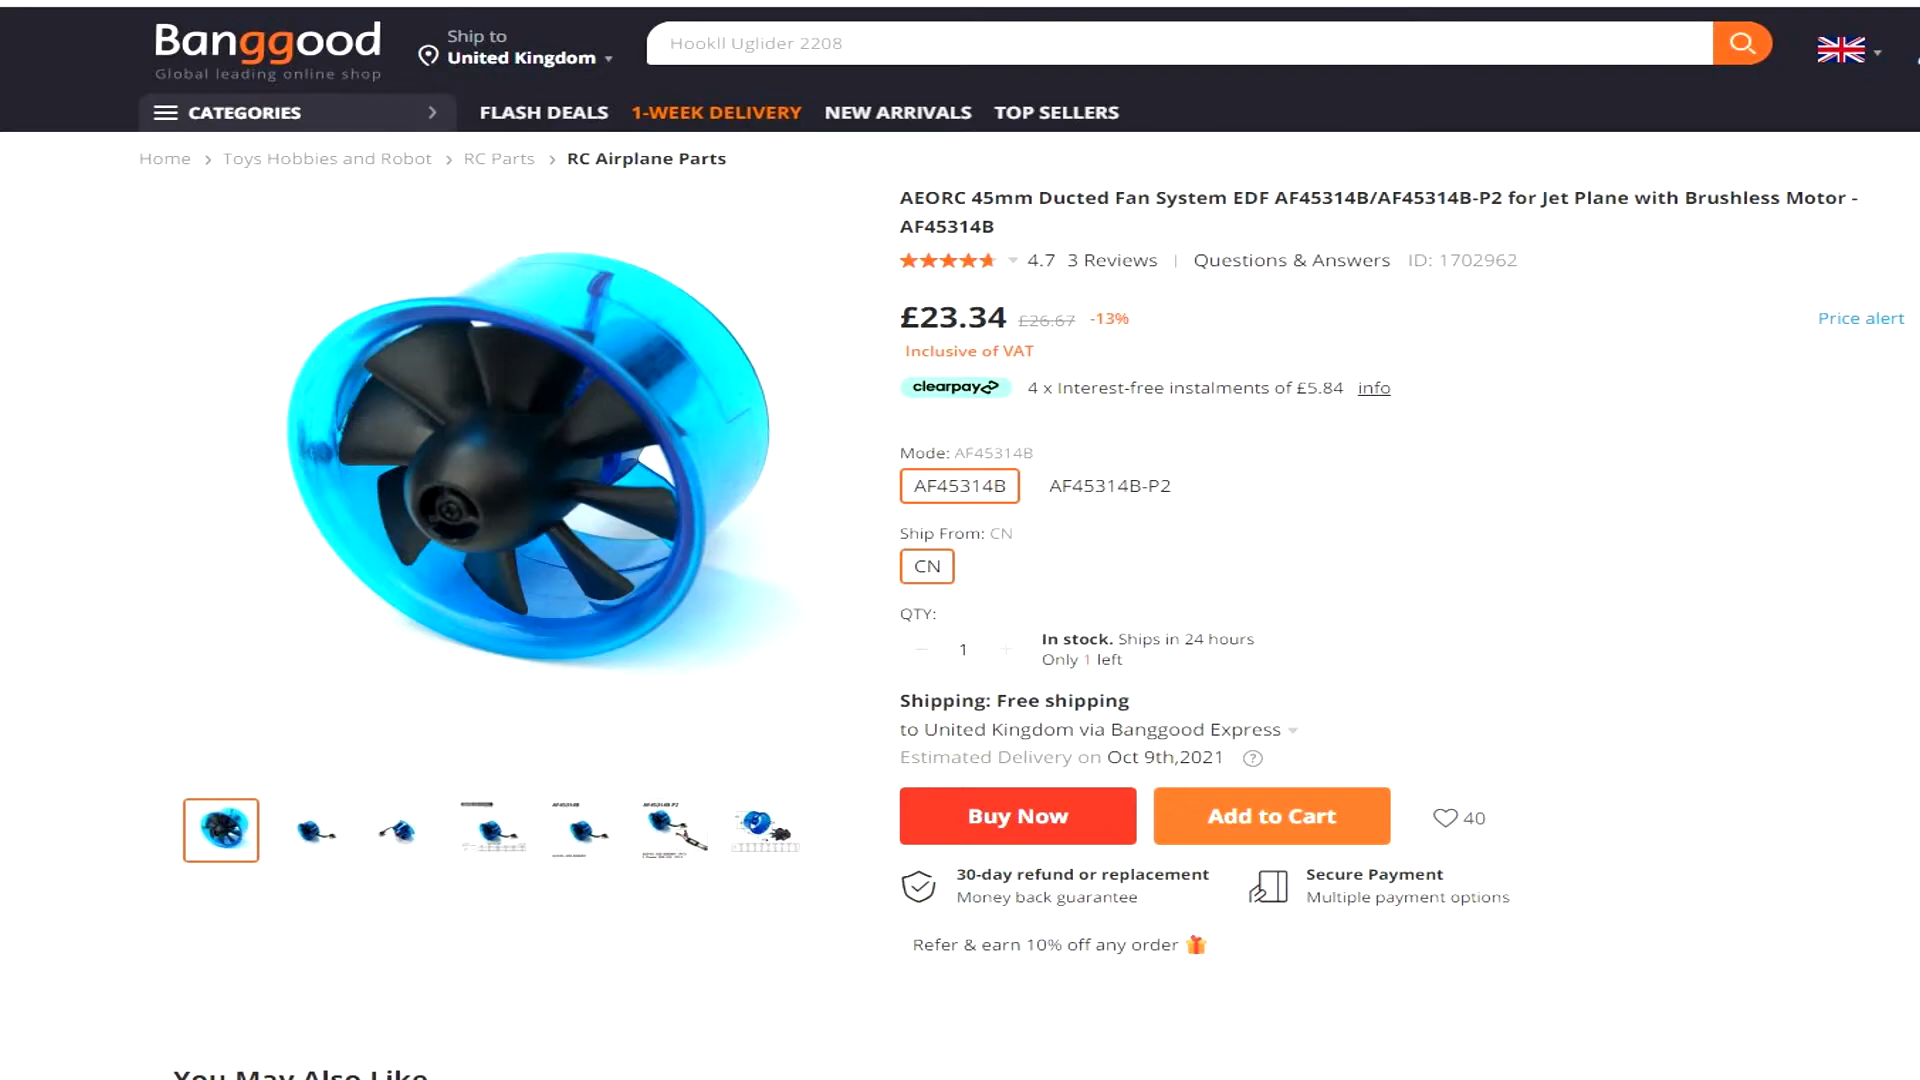 Banggood
Global leading online shop
Ship to
United Kingdom
Hookll Uglider 2208
CATEGORIES
FLASH DEALS
1-WEEK DELIVERY
NEW ARRIVALS
TOP SELLERS
Home > Toys Hobbies and Robot > RC Parts > RC Airplane Parts
AEORC 45mm Ducted Fan System EDF AF45314B/AF45314B-P2 for Jet Plane with Brushless Motor -
AF45314B
4.7 3 Reviews | Questions & Answers ID: 1702962
£23.34 £26.67 -13%
Price alert
Inclusive of VAT
clearpay 4 x Interest-free instalments of £5.84 info
Mode: AF45314B
AF45314B AF45314B-P2
Ship From: CN
CN
QTY:
1
In stock. Ships in 24 hours
Only 1 left
Shipping: Free shipping
to United Kingdom via Banggood Express
Estimated Delivery on Oct 9th,2021
Buy Now
Add to Cart
40
30-day refund or replacement
Money back guarantee
Secure Payment
Multiple payment options
Refer & earn 10% off any order
AF45314B
AF45314B-P2
You May Also Like